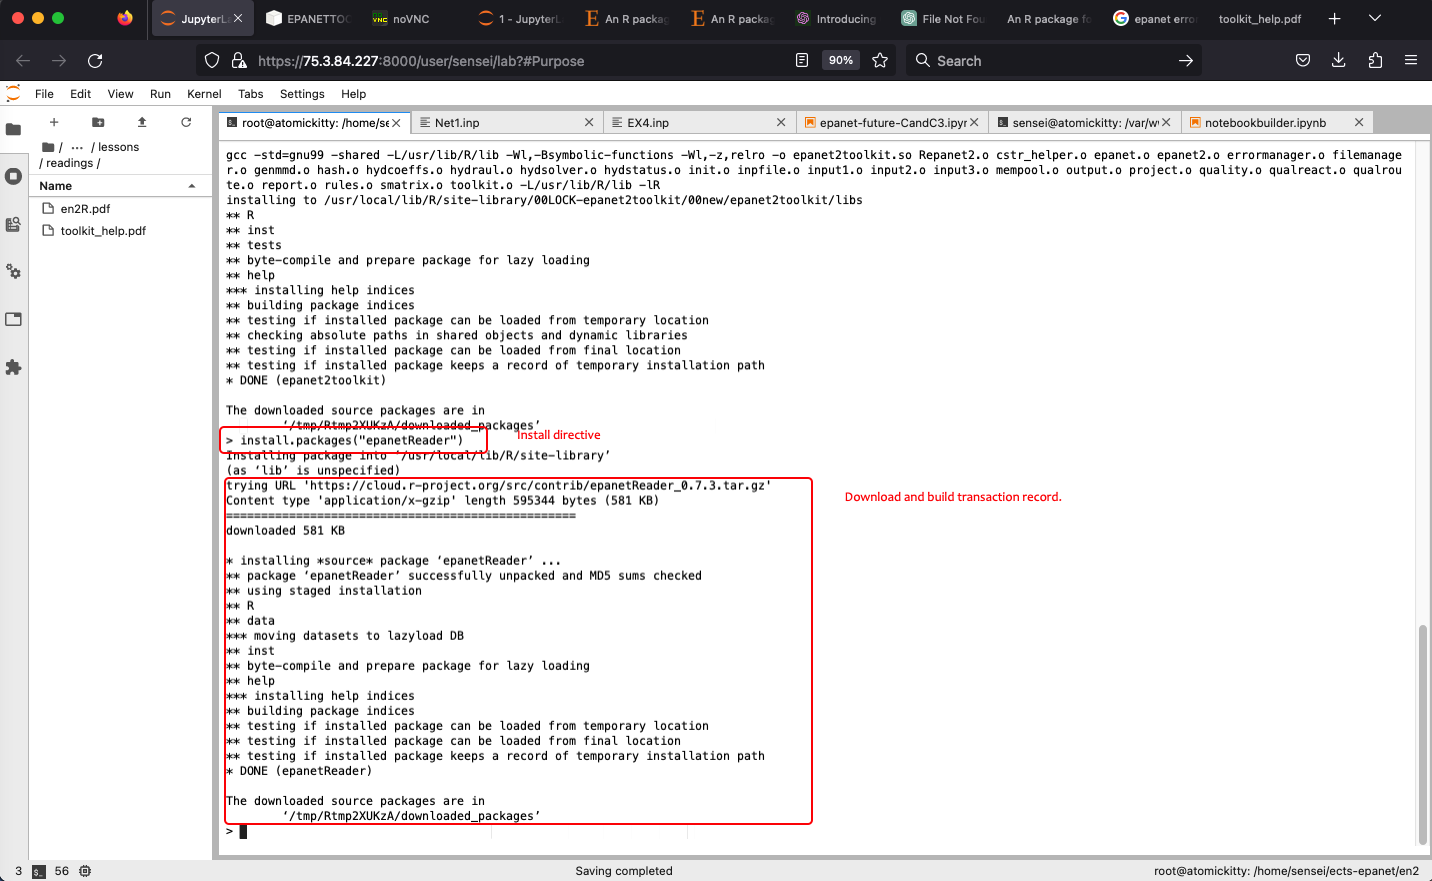 JupyterL
EPANETTOO
VNC noVNC
1 - JupyterL
An R packag
An R packag
Introducing
File Not Fou
An R package fo
epanet erro
toolkit_help.pdf
https://75.3.84.227:8000/user/sensei/lab?#Purpose
90%
Search
File Edit View Run Kernel Tabs Settings Help
/ ··· / lessons
/ readings /
Name
en2R.pdf
toolkit_help.pdf
root@atomickitty: /home/se
Net1.inp
EX4.inp
epanet-future-CandC3.ipyr
sensei@atomickitty: /var/w
notebookbuilder.ipynb
gcc -std=gnu99 -shared -L/usr/lib/R/lib -Wl,-Bsymbolic-functions -Wl,-z,relro -o epanet2toolkit.so Repanet2.o cstr_helper.o epanet.o epanet2.o errormanager.o filemanage
r.o genmmd.o hash.o hydcoeffs.o hydraul.o hydsolver.o hydstatus.o init.o inpfile.o input1.o input2.o input3.o mempool.o output.o project.o quality.o qualreact.o qualrou
te.o report.o rules.o smatrix.o toolkit.o -L/usr/lib/R/lib -lR
installing to /usr/local/lib/R/site-library/00LOCK-epanet2toolkit/00new/epanet2toolkit/libs
** R
** inst
** tests
** byte-compile and prepare package for lazy loading
** help
*** installing help indices
** building package indices
** testing if installed package can be loaded from temporary location
** checking absolute paths in shared objects and dynamic libraries
** testing if installed package can be loaded from final location
** testing if installed package keeps a record of temporary installation path
* DONE (epanet2toolkit)
The downloaded source packages are in
‘/tmp/Rtmp2XUKzA/downloaded_packages’
> install.packages("epanetReader")
Install directive
Installing package into ‘/usr/local/lib/R/site-library’
(as ‘lib’ is unspecified)
trying URL 'https://cloud.r-project.org/src/contrib/epanetReader_0.7.3.tar.gz'
Content type 'application/x-gzip' length 595344 bytes (581 KB)
Download and build transaction record.
==================================================
downloaded 581 KB
* installing *source* package ‘epanetReader’ ...
** package ‘epanetReader’ successfully unpacked and MD5 sums checked
** using staged installation
** R
** data
*** moving datasets to lazyload DB
** inst
** byte-compile and prepare package for lazy loading
** help
*** installing help indices
** building package indices
** testing if installed package can be loaded from temporary location
** testing if installed package can be loaded from final location
** testing if installed package keeps a record of temporary installation path
* DONE (epanetReader)
The downloaded source packages are in
‘/tmp/Rtmp2XUKzA/downloaded_packages’
>
3 $_ 56
Saving completed
root@atomickitty: /home/sensei/ects-epanet/en2